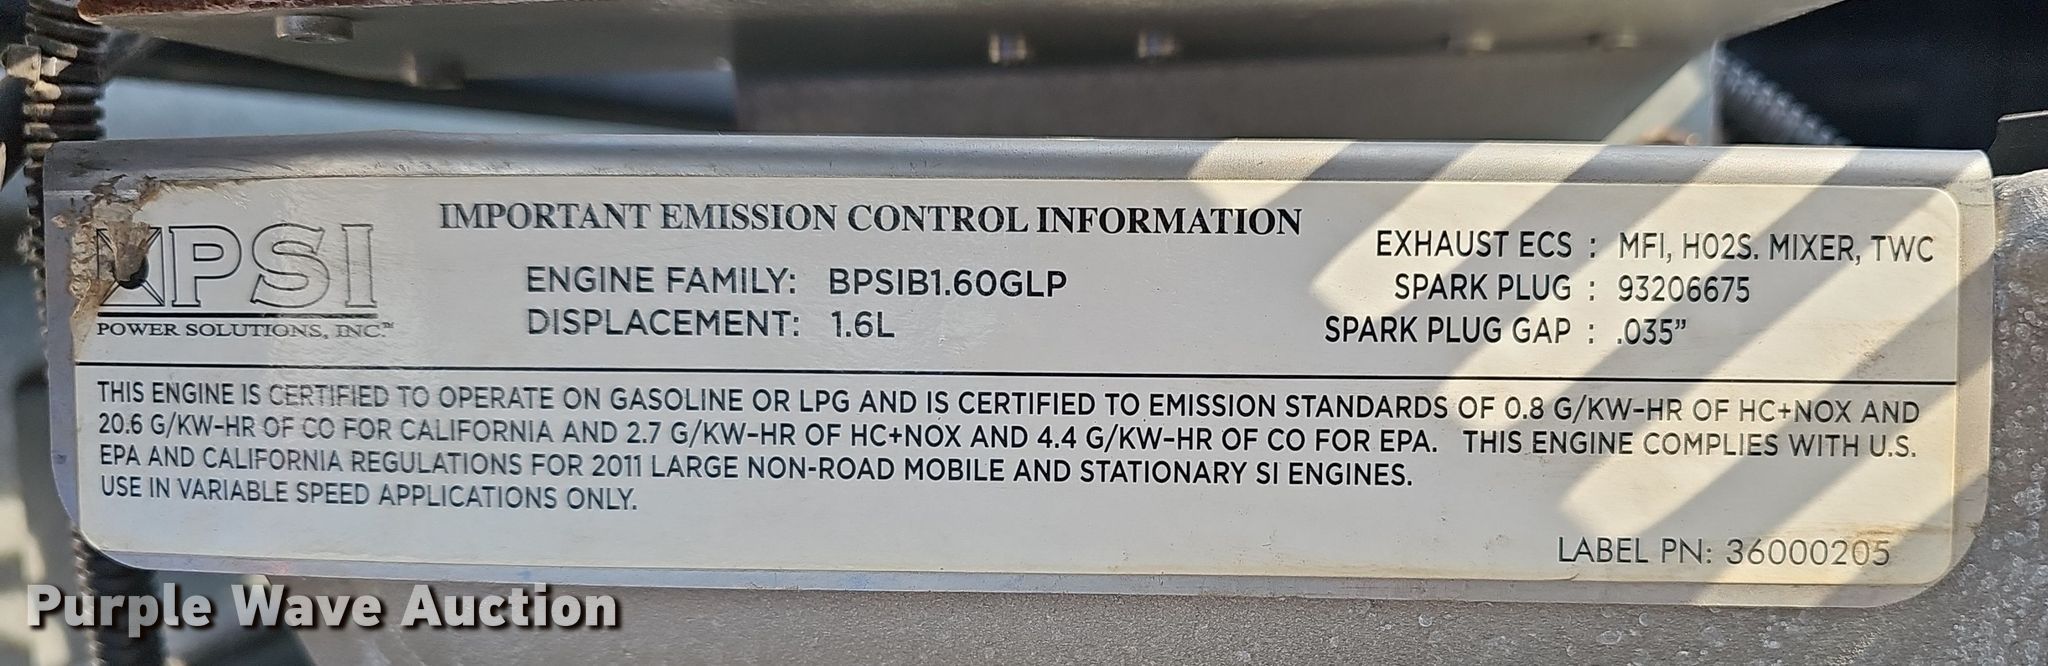 PSI
POWER SOLUTIONS, INC.™
IMPORTANT EMISSION CONTROL INFORMATION
ENGINE FAMILY: BPSIB1.60GLP
DISPLACEMENT: 1.6L
EXHAUST ECS : MFI, HO2S. MIXER, TWC
SPARK PLUG : 93206675
SPARK PLUG GAP : .035”
THIS ENGINE IS CERTIFIED TO OPERATE ON GASOLINE OR LPG AND IS CERTIFIED TO EMISSION STANDARDS OF 0.8 G/KW-HR OF HC+NOX AND
20.6 G/KW-HR OF CO FOR CALIFORNIA AND 2.7 G/KW-HR OF HC+NOX AND 4.4 G/KW-HR OF CO FOR EPA. THIS ENGINE COMPLIES WITH U.S.
EPA AND CALIFORNIA REGULATIONS FOR 2011 LARGE NON-ROAD MOBILE AND STATIONARY SI ENGINES.
USE IN VARIABLE SPEED APPLICATIONS ONLY.
LABEL PN: 36000205
Purple Wave Auction